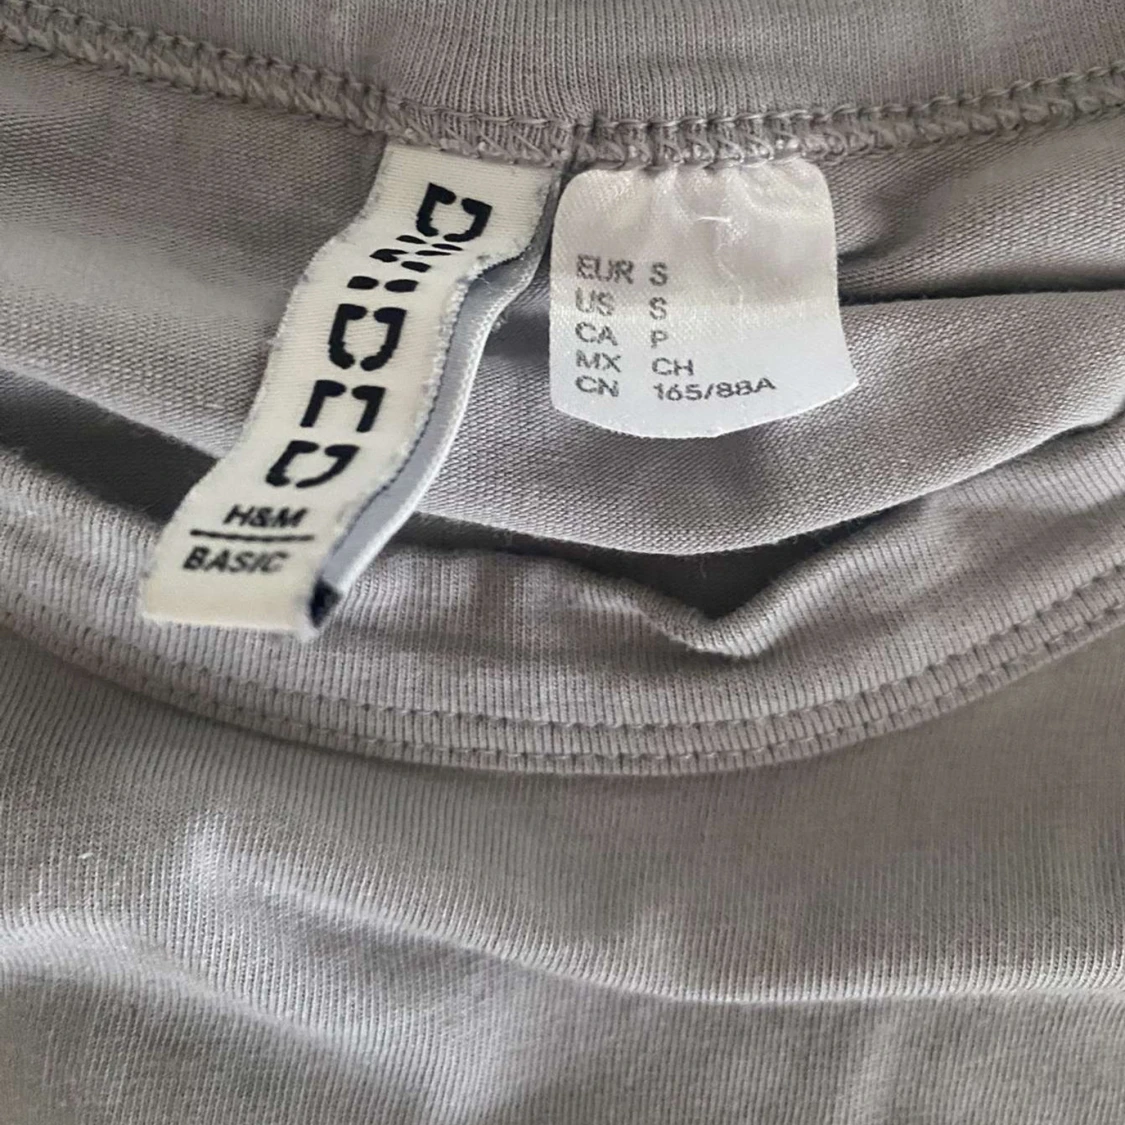 DIVIDED
H&M
BASIC
EUR S
US S
CA P
MX CH
CN 165/88A